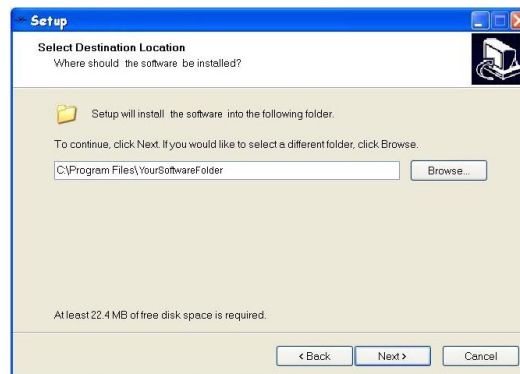 Setup
Select Destination Location
Where should the software be installed?
Setup will install the software into the following folder.
To continue, click Next. If you would like to select a different folder, click Browse.
C:\Program Files\YourSoftwareFolder
Browse...
At least 22.4 MB of free disk space is required.
< Back
Next >
Cancel